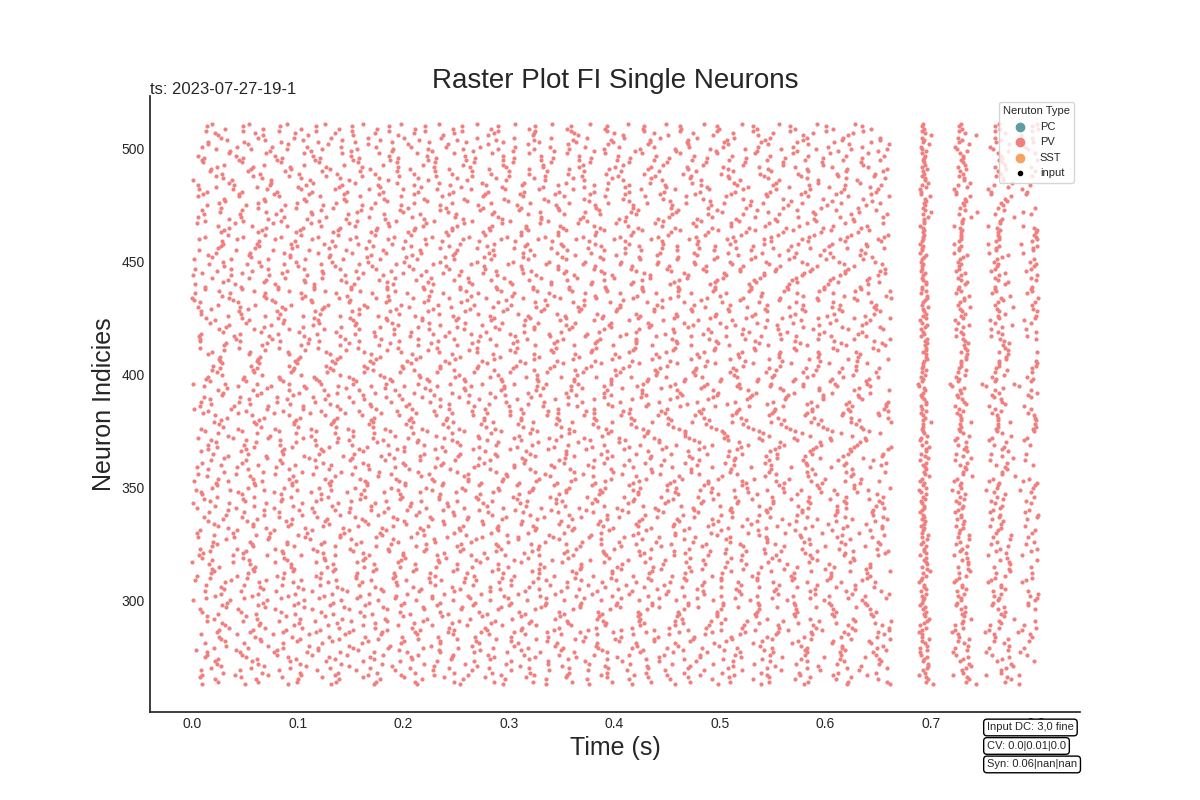 Raster Plot FI Single Neurons
ts: 2023-07-27-19-1
Neruton Type
PC
PV
SST
input
500
450
400
350
300
Neuron Indicies
0.0 0.1 0.2 0.3 0.4 0.5 0.6 0.7
Time (s)
Input DC: 3,0 fine
CV: 0.0|0.01|0.0
Syn: 0.06|nan|nan